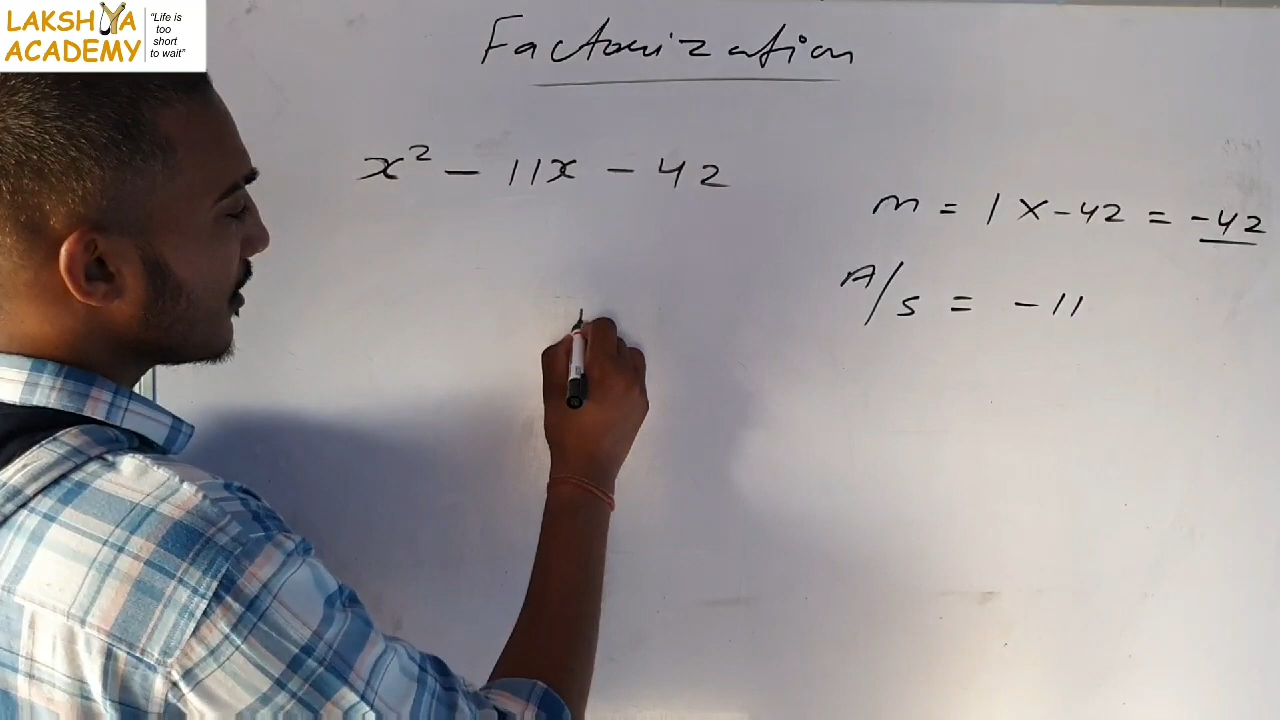 LAKSHYA
ACADEMY
"Life is
too
short
to wait"
Factorization
x² - 11x - 42
m = 1 x -42 = -42
A/s = -11